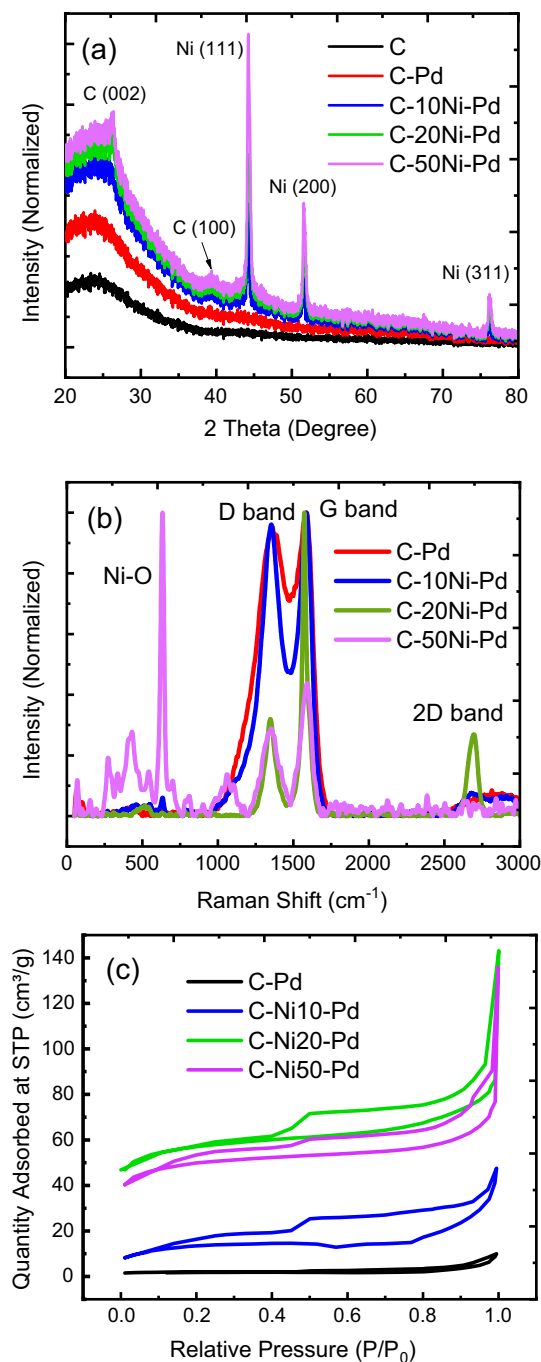 (a)
C (002)
Ni (111)
C (100)
Ni (200)
Ni (311)
C
C-Pd
C-10Ni-Pd
C-20Ni-Pd
C-50Ni-Pd
Intensity (Normalized)
20 30 40 50 60 70 80
2 Theta (Degree)
(b)
Ni-O
D band
G band
2D band
C-Pd
C-10Ni-Pd
C-20Ni-Pd
C-50Ni-Pd
Intensity (Normalized)
0 500 1000 1500 2000 2500 3000
Raman Shift (cm⁻¹)
(c)
C-Pd
C-Ni10-Pd
C-Ni20-Pd
C-Ni50-Pd
Quantity Adsorbed at STP (cm³/g)
140
120
100
80
60
40
20
0
0.0 0.2 0.4 0.6 0.8 1.0
Relative Pressure (P/P₀)